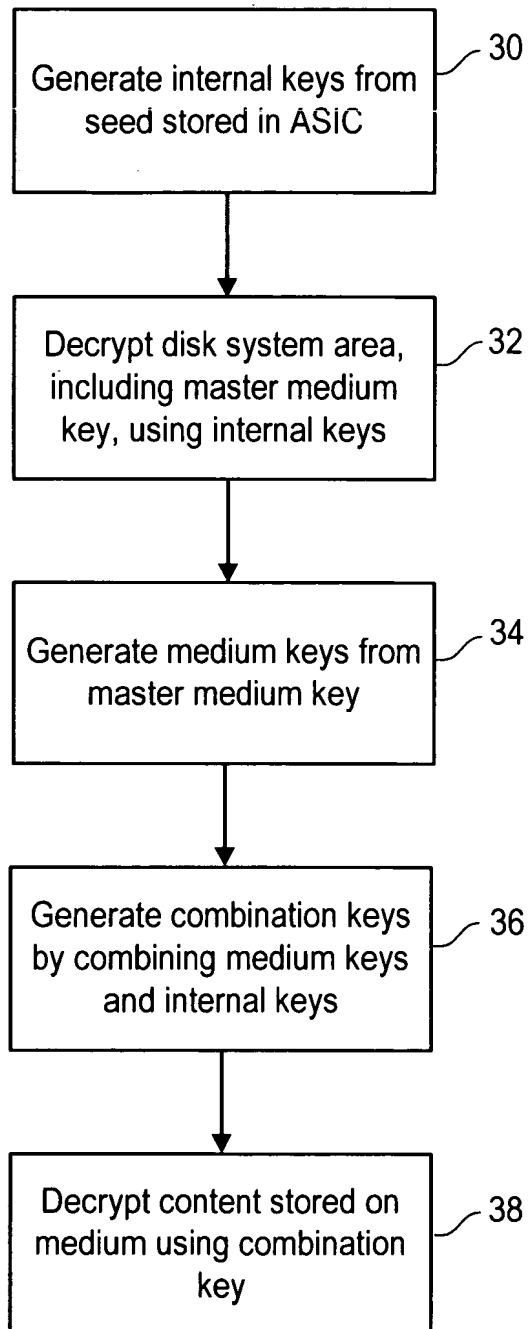 30
Generate internal keys from
seed stored in ASIC
32
Decrypt disk system area,
including master medium
key, using internal keys
34
Generate medium keys from
master medium key
36
Generate combination keys
by combining medium keys
and internal keys
38
Decrypt content stored on
medium using combination
key